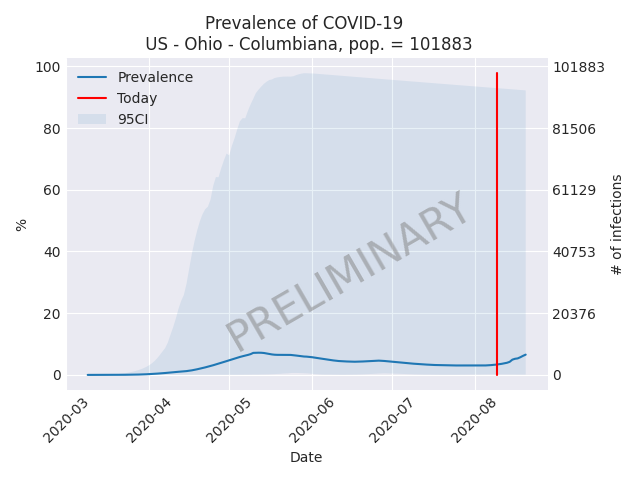 Prevalence of COVID-19
US - Ohio - Columbiana, pop. = 101883
Prevalence
Today
95CI
100
80
60
40
20
0
%
101883
81506
61129
40753
20376
0
# of infections
PRELIMINARY
2020-03
2020-04
2020-05
2020-06
2020-07
2020-08
Date